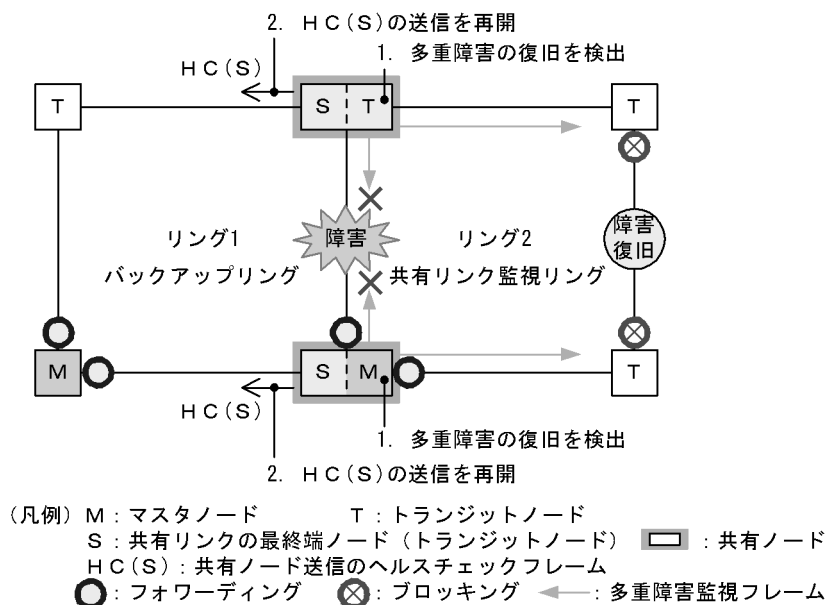 2. HC(S)の送信を再開
1. 多重障害の復旧を検出
HC(S)
T
S
T
T
リング1
バックアップリング
障害
リング2
共有リンク監視リング
障害
復旧
M
S
M
T
HC(S)
1. 多重障害の復旧を検出
2. HC(S)の送信を再開
(凡例) M:マスタノード T:トランジットノード
S:共有リンクの最終端ノード(トランジットノード) :共有ノード
HC(S):共有ノード送信のヘルスチェックフレーム
:フォワーディング :ブロッキング :多重障害監視フレーム